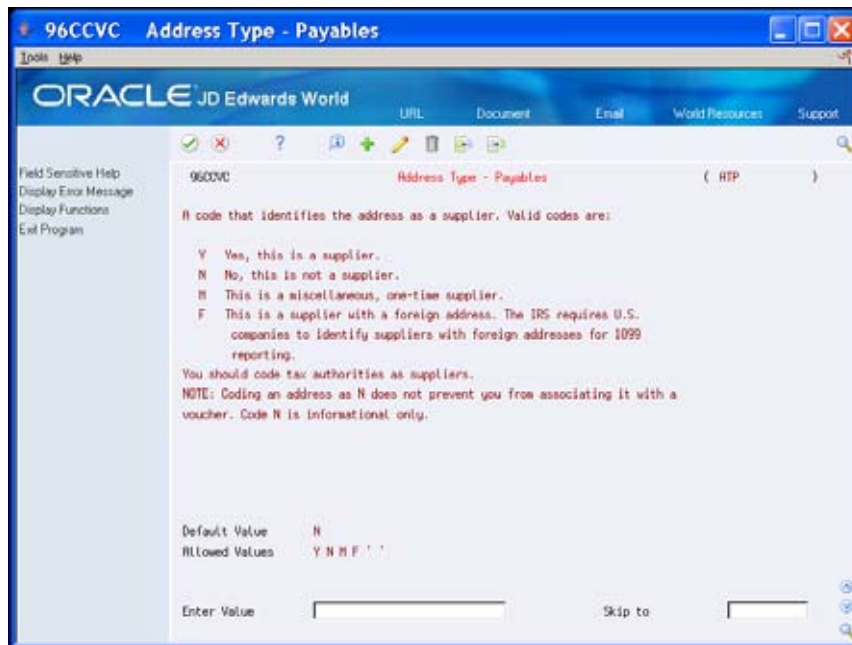 96CCVC Address Type - Payables
Tools Help
ORACLE JD Edwards World
URL Document Email World Resources Support
Field Sensitive Help
Display Error Message
Display Functions
Exit Program
96CCVC Address Type - Payables ( ATP )
A code that identifies the address as a supplier. Valid codes are:
Y Yes, this is a supplier.
N No, this is not a supplier.
M This is a miscellaneous, one-time supplier.
F This is a supplier with a foreign address. The IRS requires U.S.
companies to identify suppliers with foreign addresses for 1099
reporting.
You should code tax authorities as suppliers.
NOTE: Coding an address as N does not prevent you from associating it with a
voucher. Code N is informational only.
Default Value N
Allowed Values Y N M F ' '
Enter Value Skip to